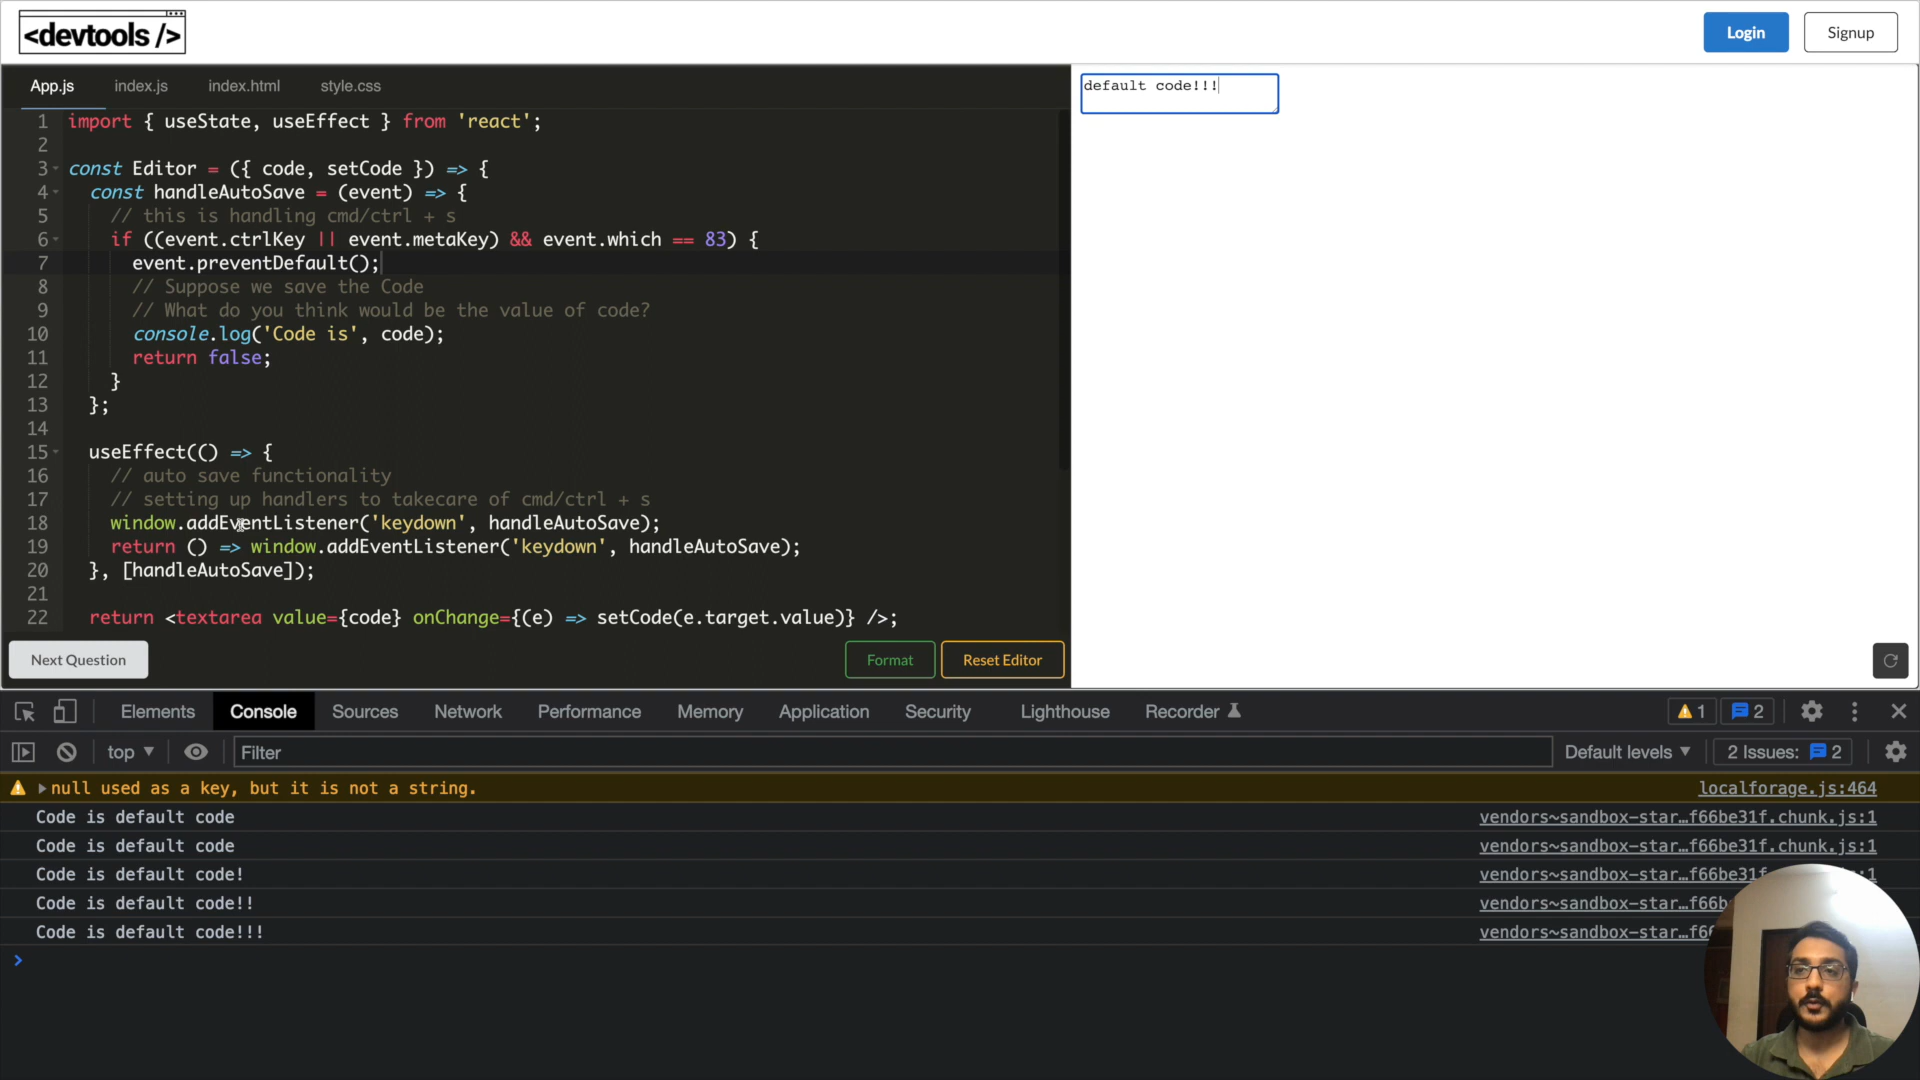 <devtools />
Login
Signup
App.js
index.js
index.html
style.css
1 import { useState, useEffect } from 'react';
2
3 const Editor = ({ code, setCode }) => {
4 const handleAutoSave = (event) => {
5 // this is handling cmd/ctrl + s
6 if ((event.ctrlKey || event.metaKey) && event.which == 83) {
7 event.preventDefault();
8 // Suppose we save the Code
9 // What do you think would be the value of code?
10 console.log('Code is', code);
11 return false;
12 }
13 };
14
15 useEffect(() => {
16 // auto save functionality
17 // setting up handlers to takecare of cmd/ctrl + s
18 window.addEventListener('keydown', handleAutoSave);
19 return () => window.addEventListener('keydown', handleAutoSave);
20 }, [handleAutoSave]);
21
22 return <textarea value={code} onChange={(e) => setCode(e.target.value)} />;
default code!!!
Next Question
Format
Reset Editor
Elements
Console
Sources
Network
Performance
Memory
Application
Security
Lighthouse
Recorder
1
2
top
Filter
Default levels
2 Issues: 2
null used as a key, but it is not a string. localforage.js:464
Code is default code vendors~sandbox-star…f66be31f.chunk.js:1
Code is default code vendors~sandbox-star…f66be31f.chunk.js:1
Code is default code! vendors~sandbox-star…f66be31f :1
Code is default code!! vendors~sandbox-star…f66b
Code is default code!!! vendors~sandbox-star…f66